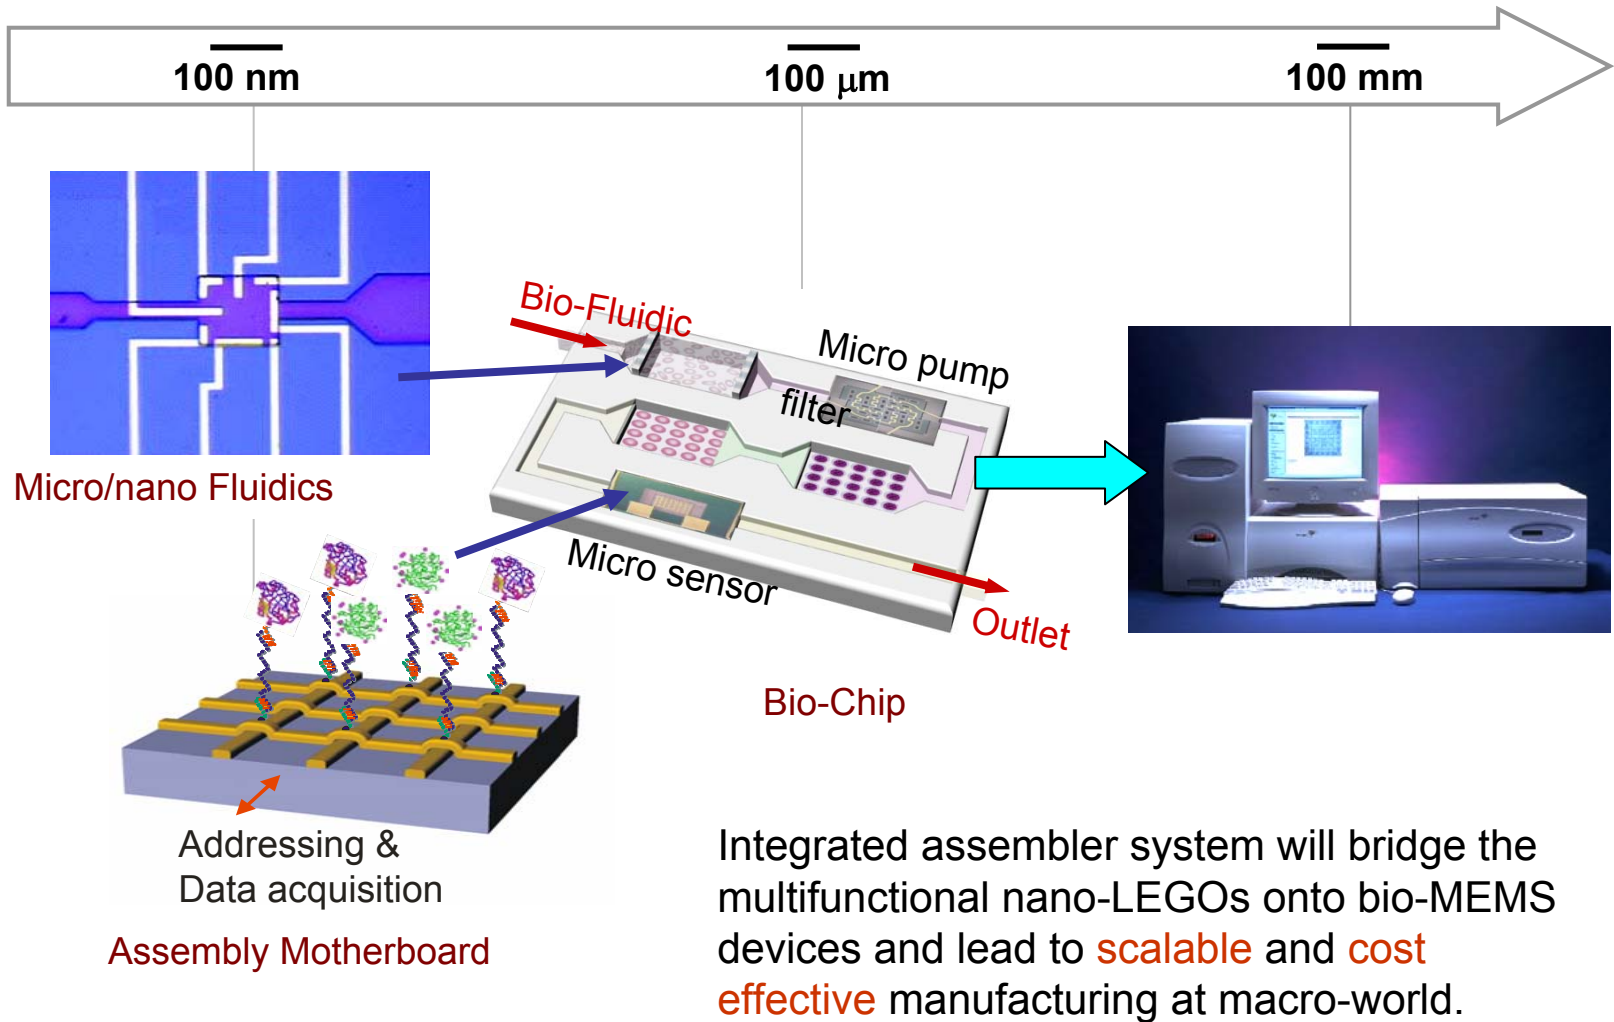 100 nm
100 μm
100 mm
Bio-Fluidic
Micro pump
filter
Micro/nano Fluidics
Micro sensor
Outlet
Bio-Chip
Addressing &
Data acquisition
Assembly Motherboard
Integrated assembler system will bridge the
multifunctional nano-LEGOs onto bio-MEMS
devices and lead to scalable and cost
effective manufacturing at macro-world.